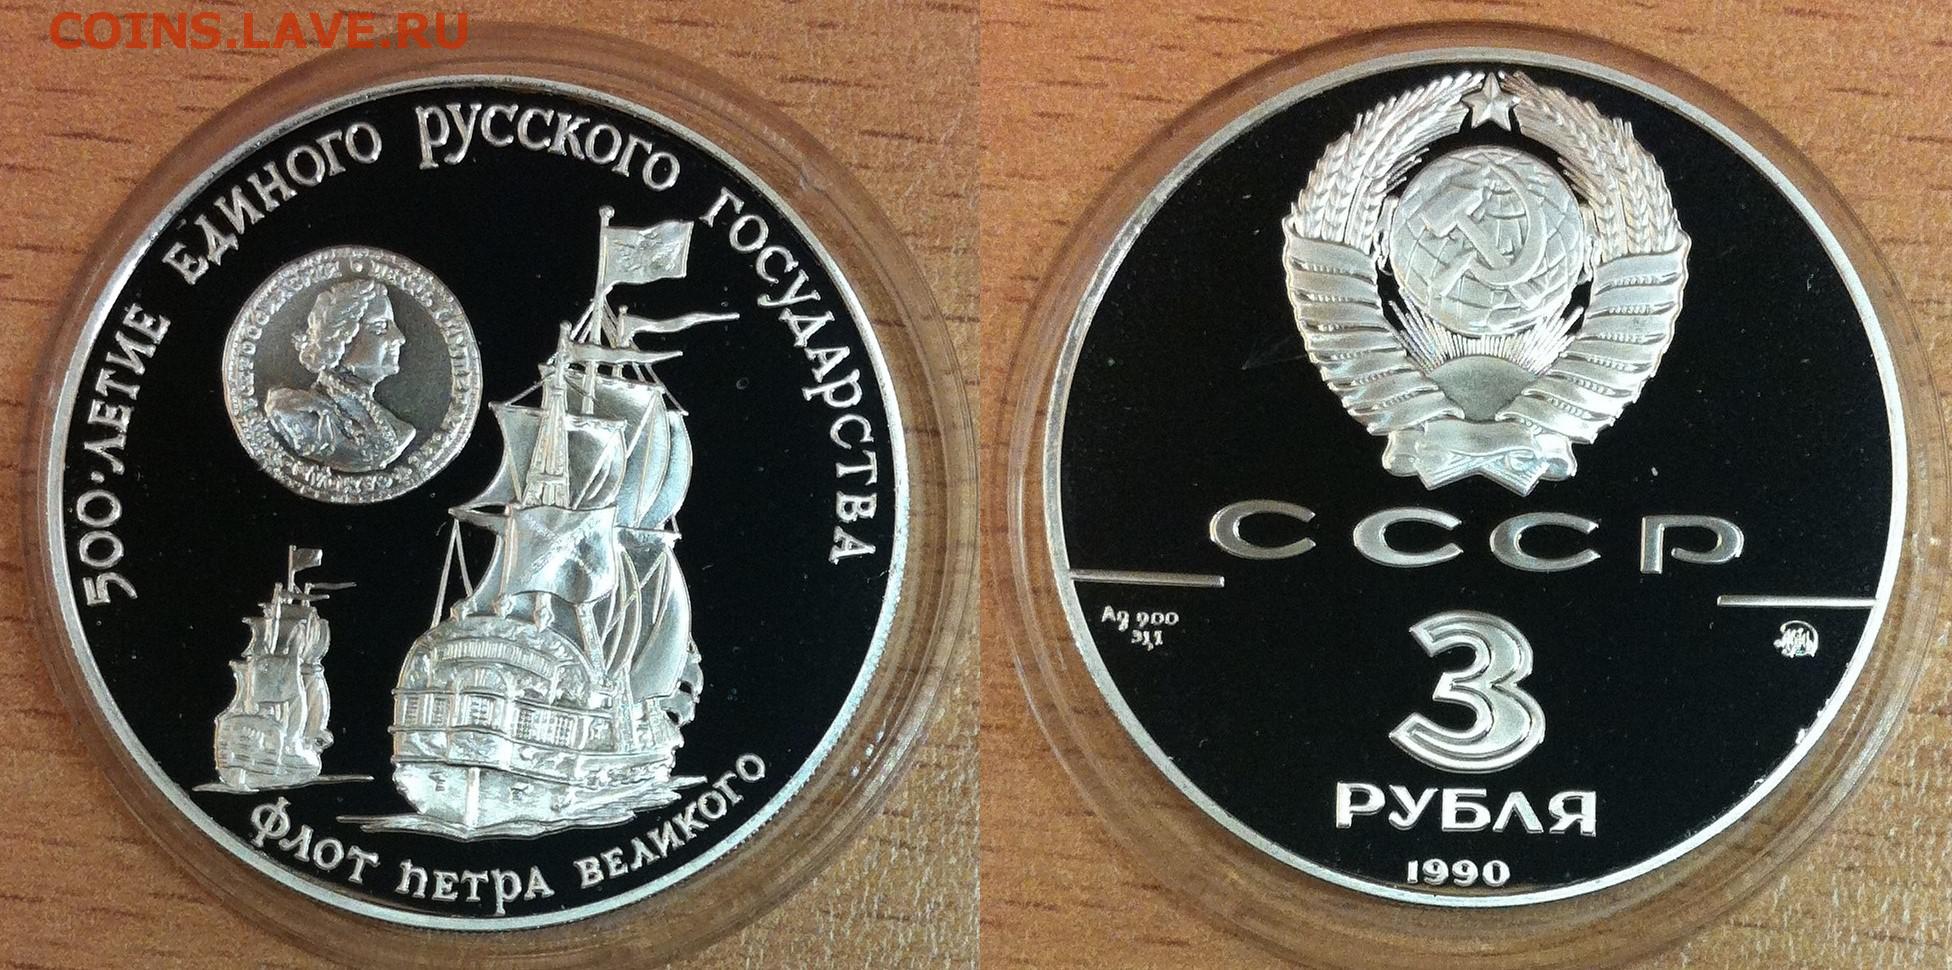 COINS.LAVE.RU
500·ЛЕТИЕ ЕДИНОГО РУССКОГО ГОСУДАРСТВА
ФЛОТ ПЕТРА ВЕЛИКОГО
СССР
Ag 900
31,1
3
РУБЛЯ
1990